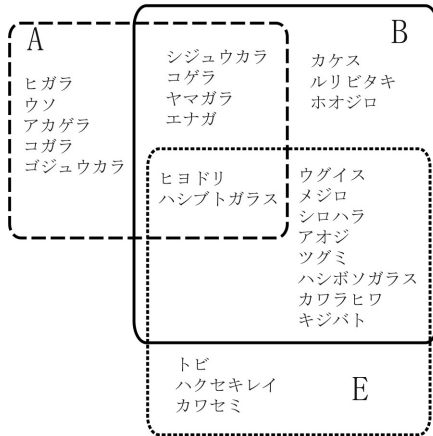 A
ヒガラ
ウソ
アカゲラ
コガラ
ゴジュウカラ
シジュウカラ
コゲラ
ヤマガラ
エナガ
B
カケス
ルリビタキ
ホオジロ
ヒヨドリ
ハシブトガラス
ウグイス
メジロ
シロハラ
アオジ
ツグミ
ハシボソガラス
カワラヒワ
キジバト
トビ
ハクセキレイ
カワセミ
E